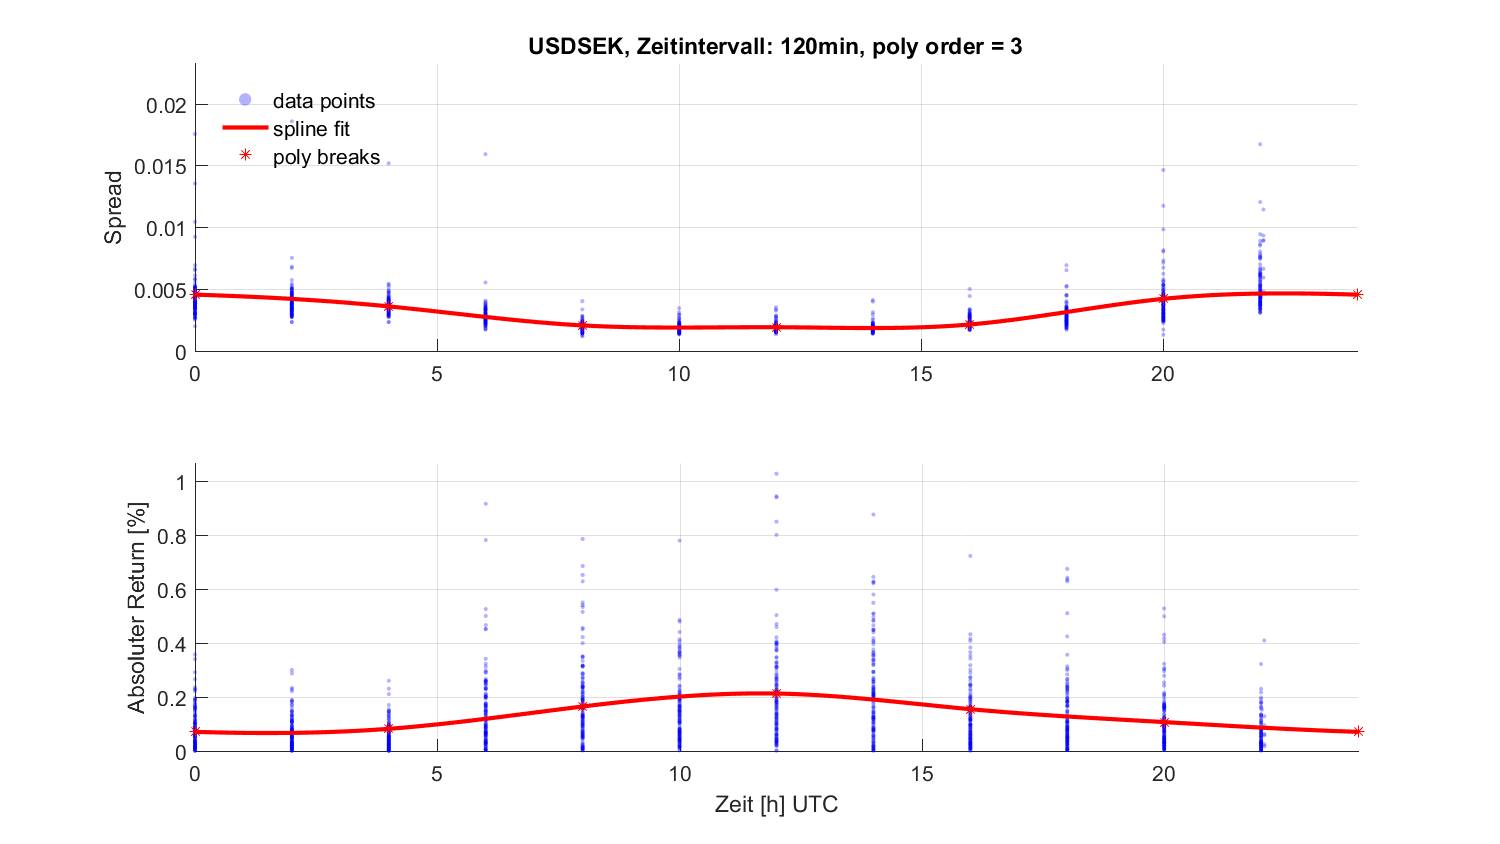 USDSEK, Zeitintervall: 120min, poly order = 3
data points
spline fit
poly breaks
Spread
0.02
0.015
0.01
0.005
0
0 5 10 15 20
Absoluter Return [%]
1
0.8
0.6
0.4
0.2
0
0 5 10 15 20
Zeit [h] UTC